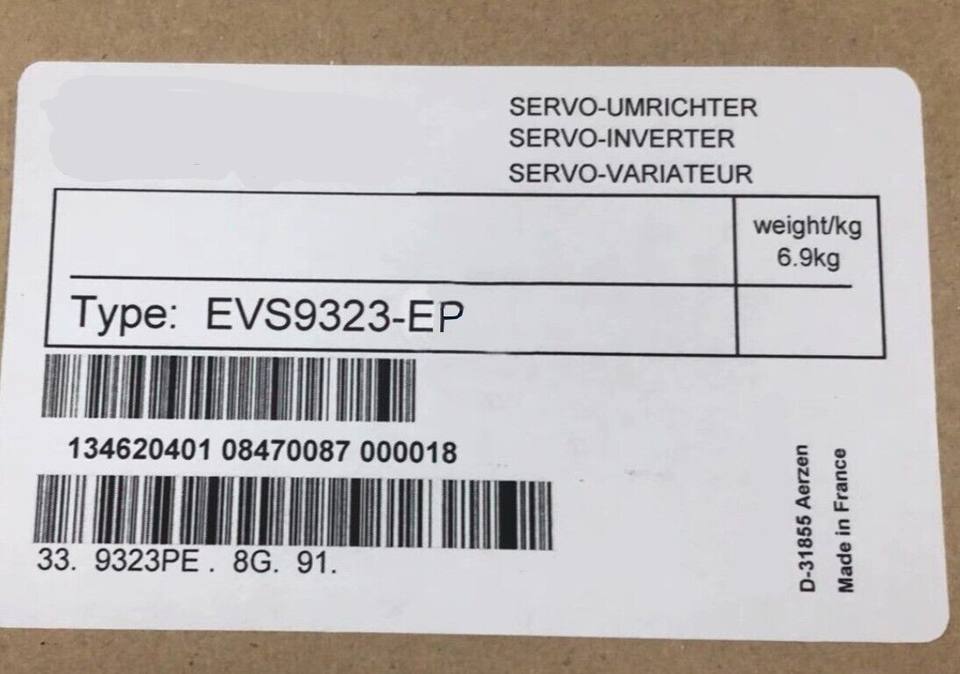 SERVO-UMRICHTER
SERVO-INVERTER
SERVO-VARIATEUR
weight/kg
6.9kg
Type: EVS9323-EP
134620401 08470087 000018
33. 9323PE . 8G. 91.
D-31855 Aerzen
Made in France